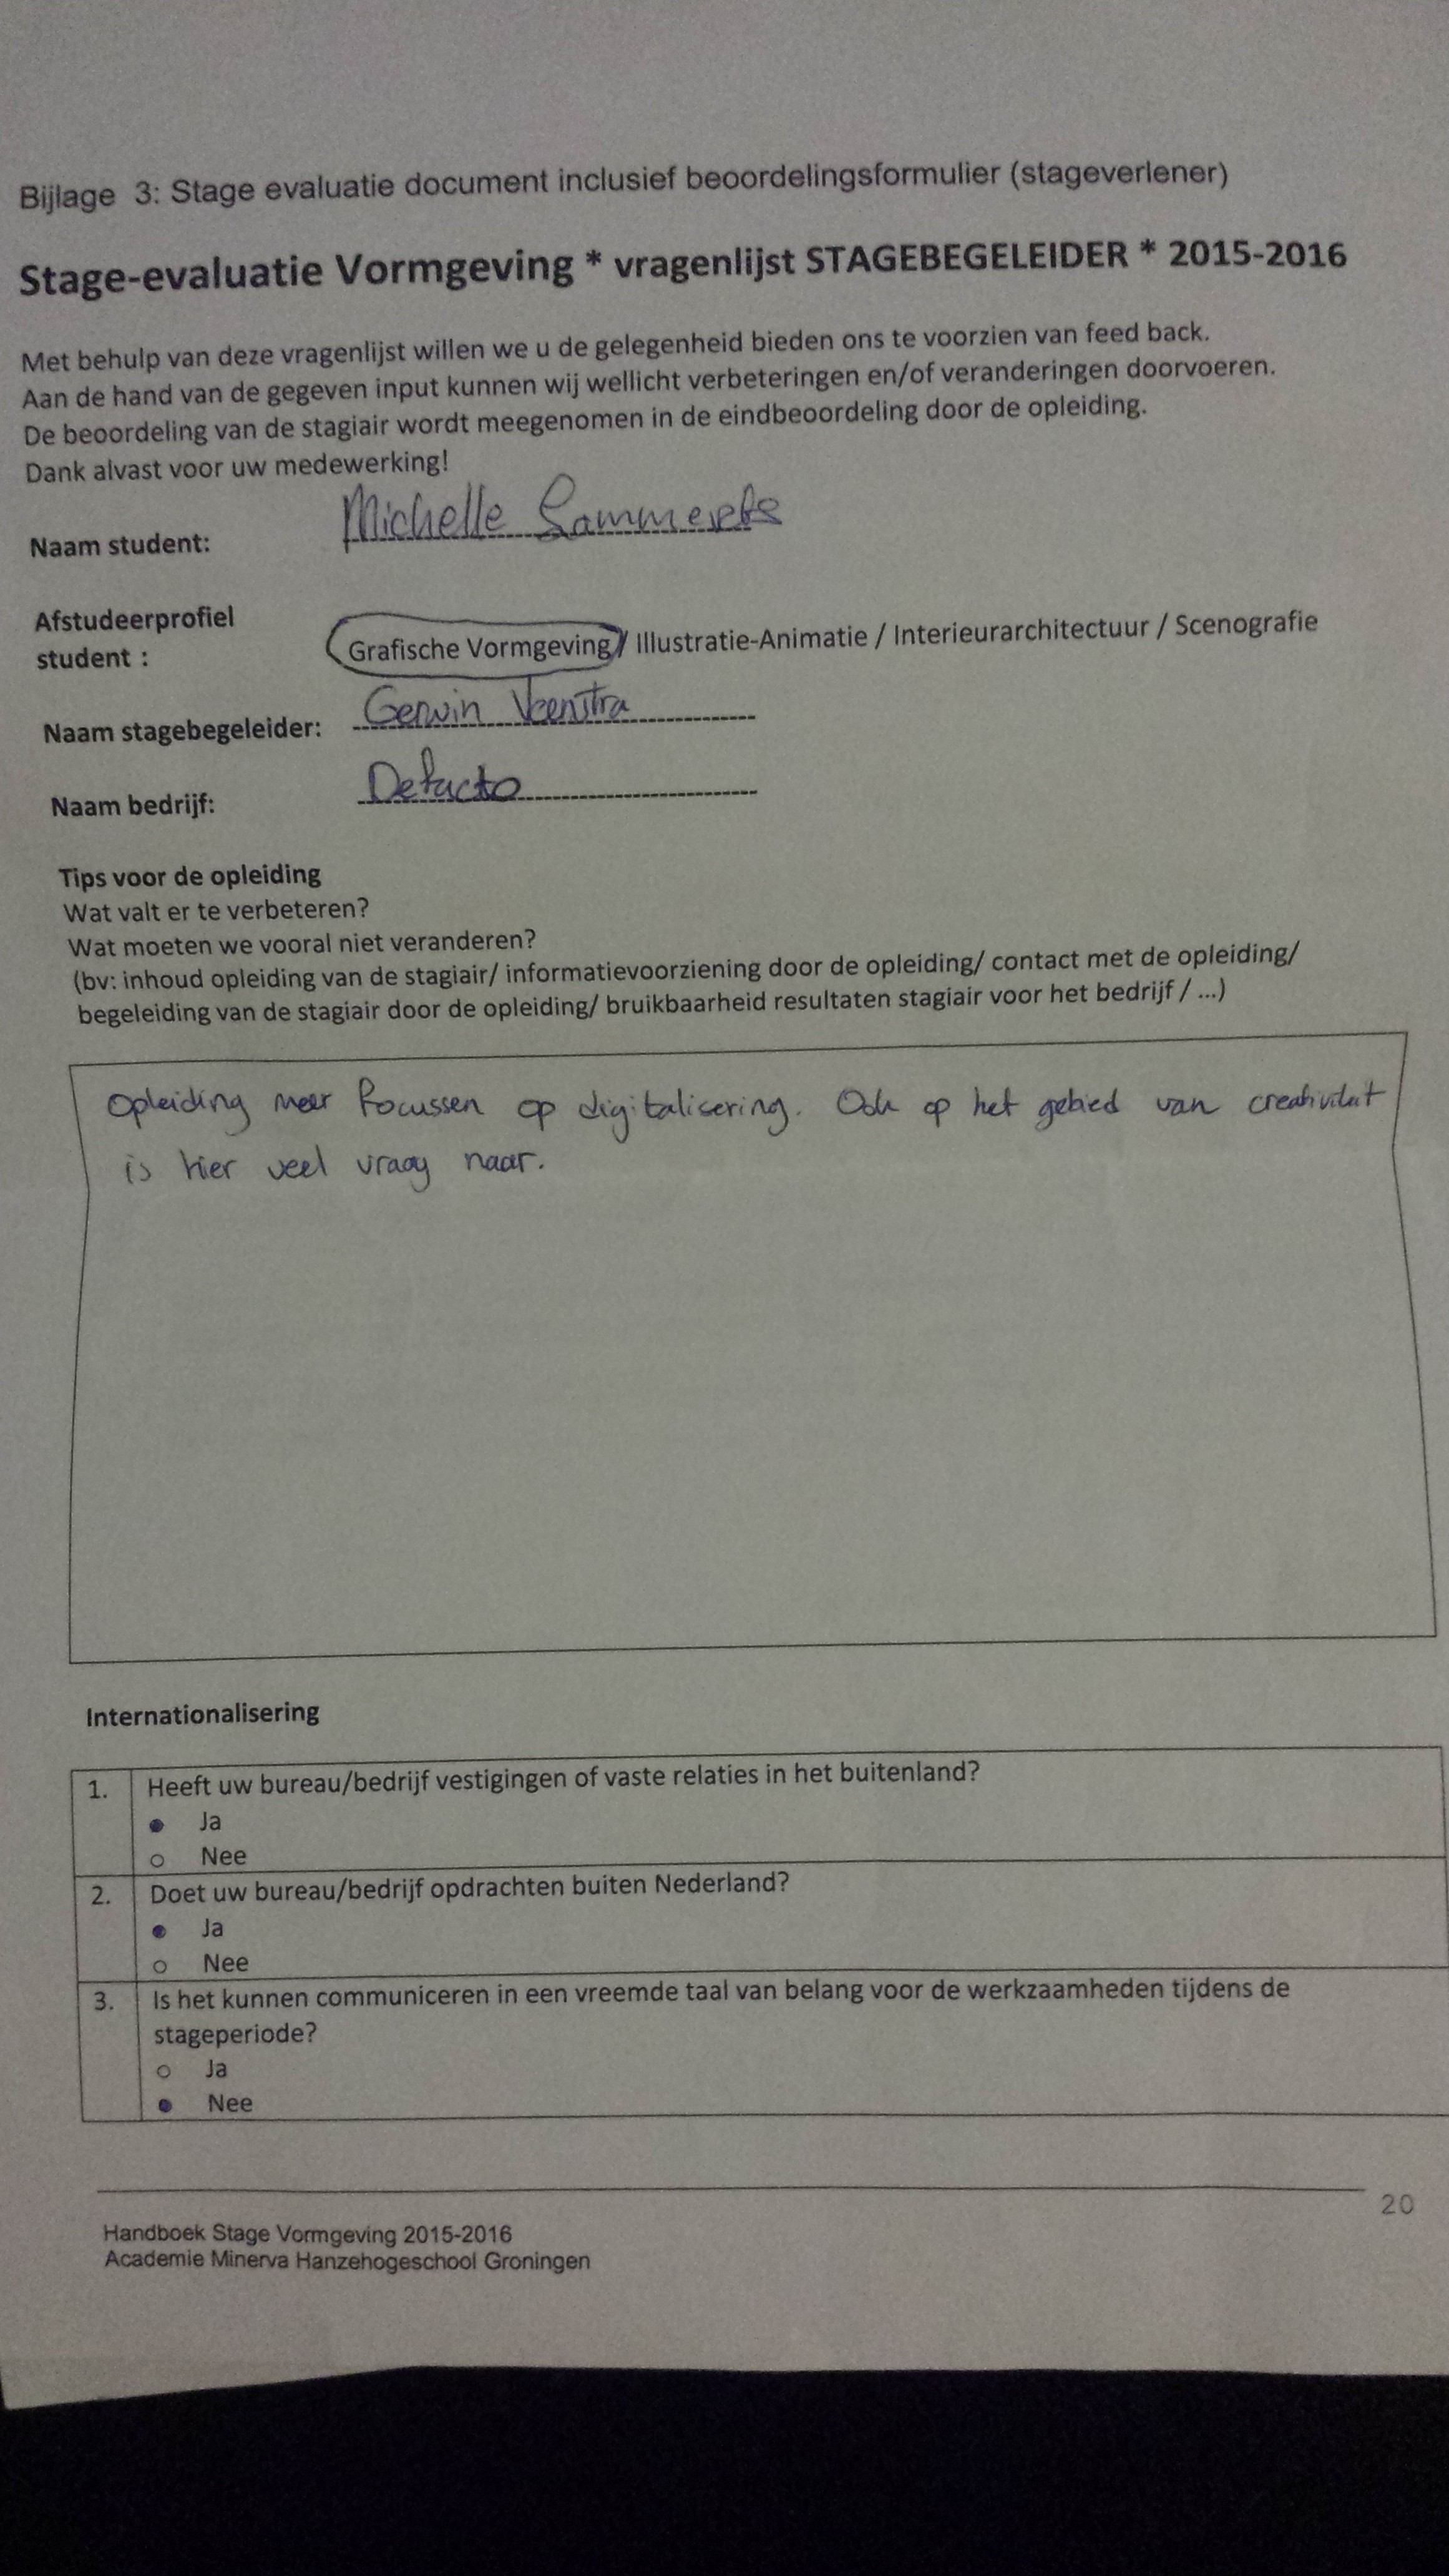 Bijlage 3: Stage evaluatie document inclusief beoordelingsformulier (stageverlener)
Stage-evaluatie Vormgeving * vragenlijst STAGEBEGELEIDER * 2015-2016
Met behulp van deze vragenlijst willen we u de gelegenheid bieden ons te voorzien van feed back.
Aan de hand van de gegeven input kunnen wij wellicht verbeteringen en/of veranderingen doorvoeren.
De beoordeling van de stagiair wordt meegenomen in de eindbeoordeling door de opleiding.
Dank alvast voor uw medewerking!
Naam student: Michelle
Afstudeerprofiel
student : Grafische Vormgeving / Illustratie-Animatie / Interieurarchitectuur / Scenografie
Naam stagebegeleider: Gerwin Veenstra
Naam bedrijf: Defacto
Tips voor de opleiding
Wat valt er te verbeteren?
Wat moeten we vooral niet veranderen?
(bv: inhoud opleiding van de stagiair/ informatievoorziening door de opleiding/ contact met de opleiding/
begeleiding van de stagiair door de opleiding/ bruikbaarheid resultaten stagiair voor het bedrijf / ...)
Opleiding meer focussen op digitalisering. Ook op het gebied van creativiteit
is hier veel vraag naar.
Internationalisering
1. Heeft uw bureau/bedrijf vestigingen of vaste relaties in het buitenland?
Ja
Nee
2. Doet uw bureau/bedrijf opdrachten buiten Nederland?
Ja
Nee
3. Is het kunnen communiceren in een vreemde taal van belang voor de werkzaamheden tijdens de
stageperiode?
Ja
Nee
20
Handboek Stage Vormgeving 2015-2016
Academie Minerva Hanzehogeschool Groningen